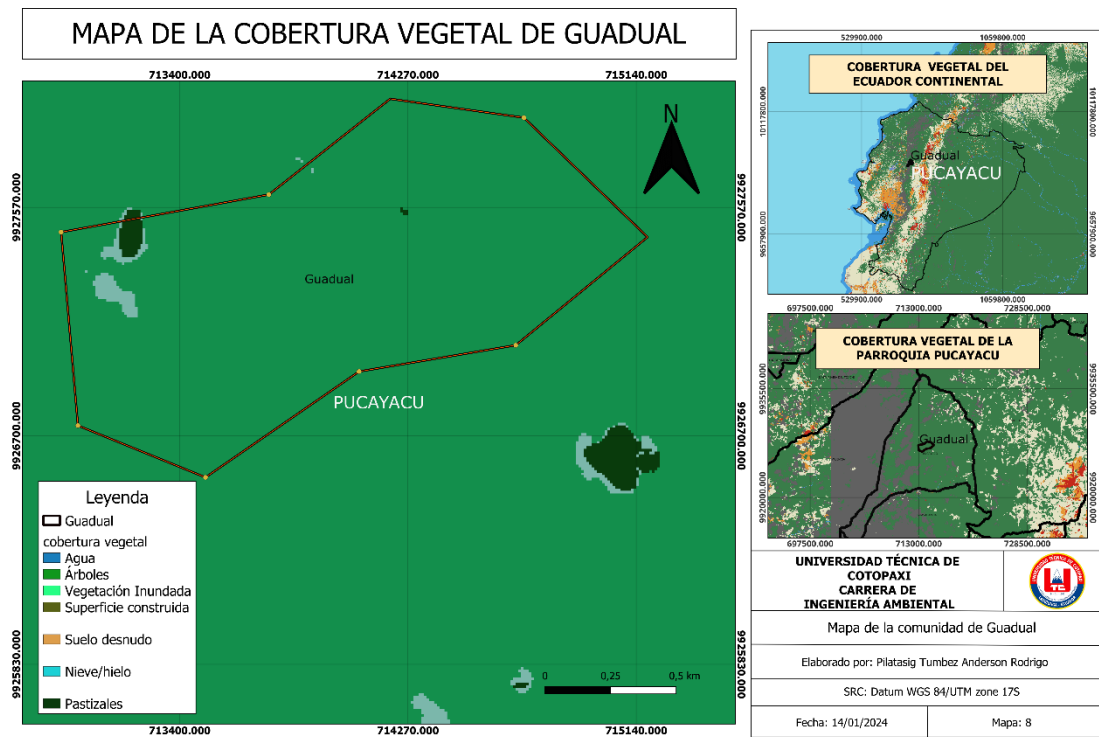 MAPA DE LA COBERTURA VEGETAL DE GUADUAL
713400.000
714270.000
715140.000
9927570.000
9927570.000
N
Guadual
PUCAYACU
9926700.000
9926700.000
9925830.000
9925830.000
Leyenda
Guadual
cobertura vegetal
Agua
Árboles
Vegetación Inundada
Superficie construida
Suelo desnudo
Nieve/hielo
Pastizales
0
0,25
0,5 km
713400.000
714270.000
715140.000
529900.000
1059800.000
COBERTURA VEGETAL DEL
ECUADOR CONTINENTAL
10117800.000
10117800.000
Guadual
PUCAYACU
9657900.000
9657900.000
529900.000
1059800.000
697500.000
713000.000
728500.000
COBERTURA VEGETAL DE LA
PARROQUIA PUCAYACU
9935500.000
9935500.000
Guadual
9920000.000
9920000.000
697500.000
713000.000
728500.000
UNIVERSIDAD TÉCNICA DE
COTOPAXI
CARRERA DE
INGENIERÍA AMBIENTAL
Mapa de la comunidad de Guadual
Elaborado por: Pilatasig Tumbez Anderson Rodrigo
SRC: Datum WGS 84/UTM zone 17S
Fecha: 14/01/2024
Mapa: 8